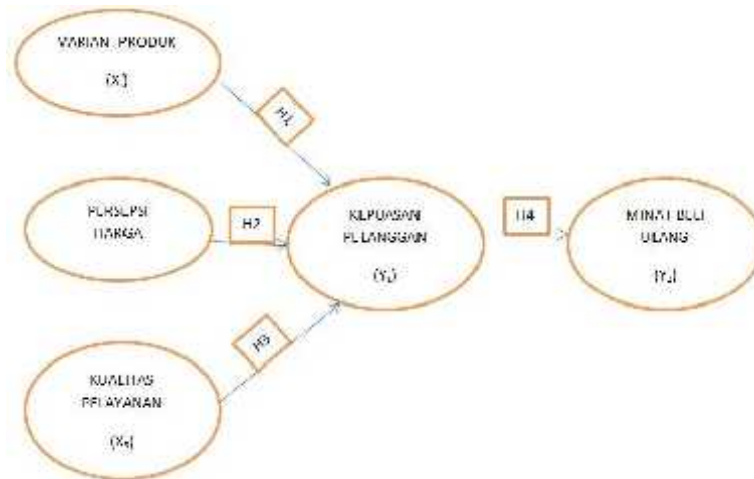 VARIAN PRODUK
(X₁)
H1
PERSEPSI
HARGA
H2
KEPUASAN
PELANGGAN
(Y₁)
H4
MINAT BELI
ULANG
(Y₂)
H3
KUALITAS
PELAYANAN
(X₃)